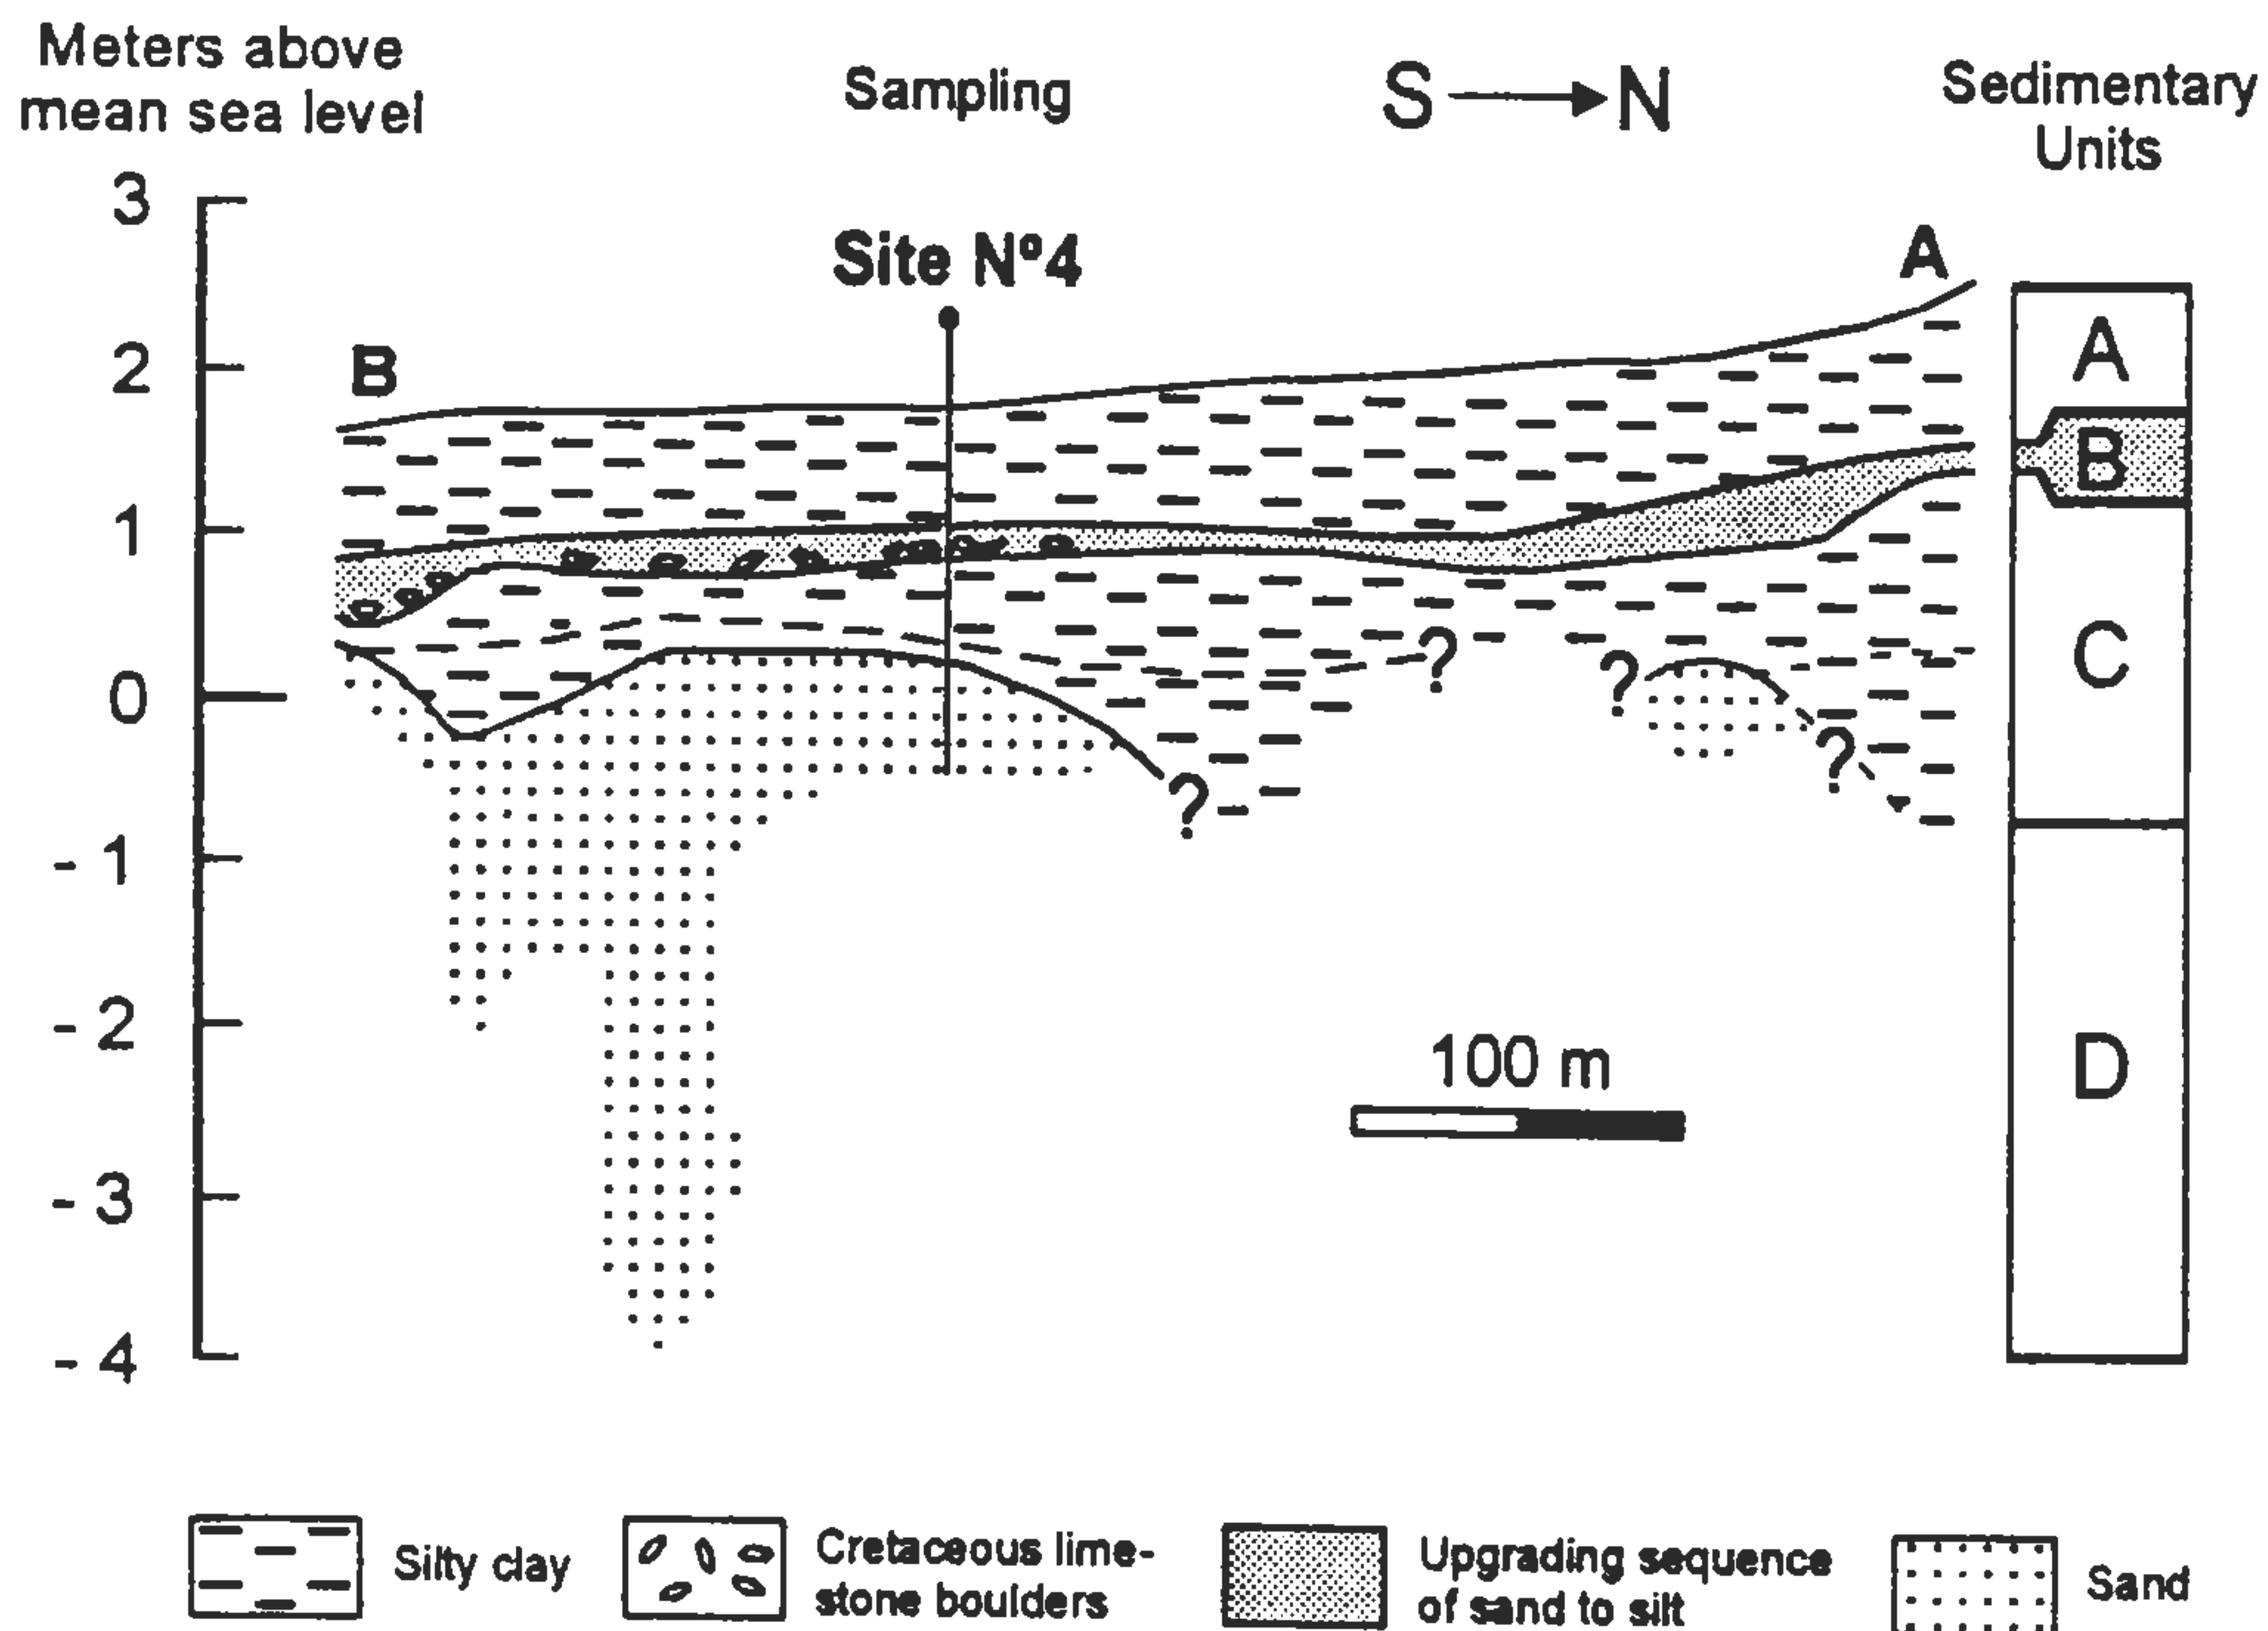 Meters above
mean sea level
Sampling
S
N
Sedimentary
Units
3
Site Nº4
A
B
2
A
B
1
C
?
?
0
?
?
- 1
- 2
100 m
D
- 3
- 4
Silty clay
Cretaceous lime-
stone boulders
Upgrading sequence
of sand to silt
Sand